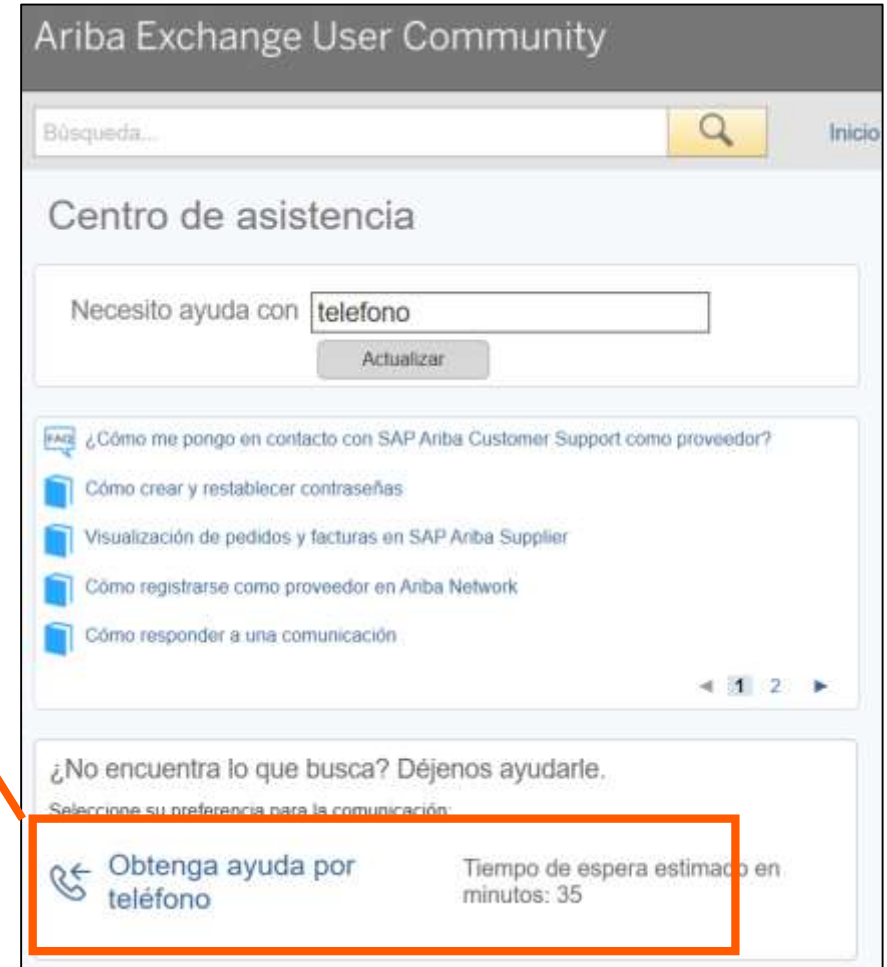 Ariba Exchange User Community
Búsqueda...
Inicio
Centro de asistencia
Necesito ayuda con telefono
Actualizar
FAQ ¿Cómo me pongo en contacto con SAP Ariba Customer Support como proveedor?
Cómo crear y restablecer contraseñas
Visualización de pedidos y facturas en SAP Ariba Supplier
Cómo registrarse como proveedor en Ariba Network
Cómo responder a una comunicación
◄ 1 2 ►
¿No encuentra lo que busca? Déjenos ayudarle.
Seleccione su preferencia para la comunicación:
Obtenga ayuda por Tiempo de espera estimado en
teléfono minutos: 35